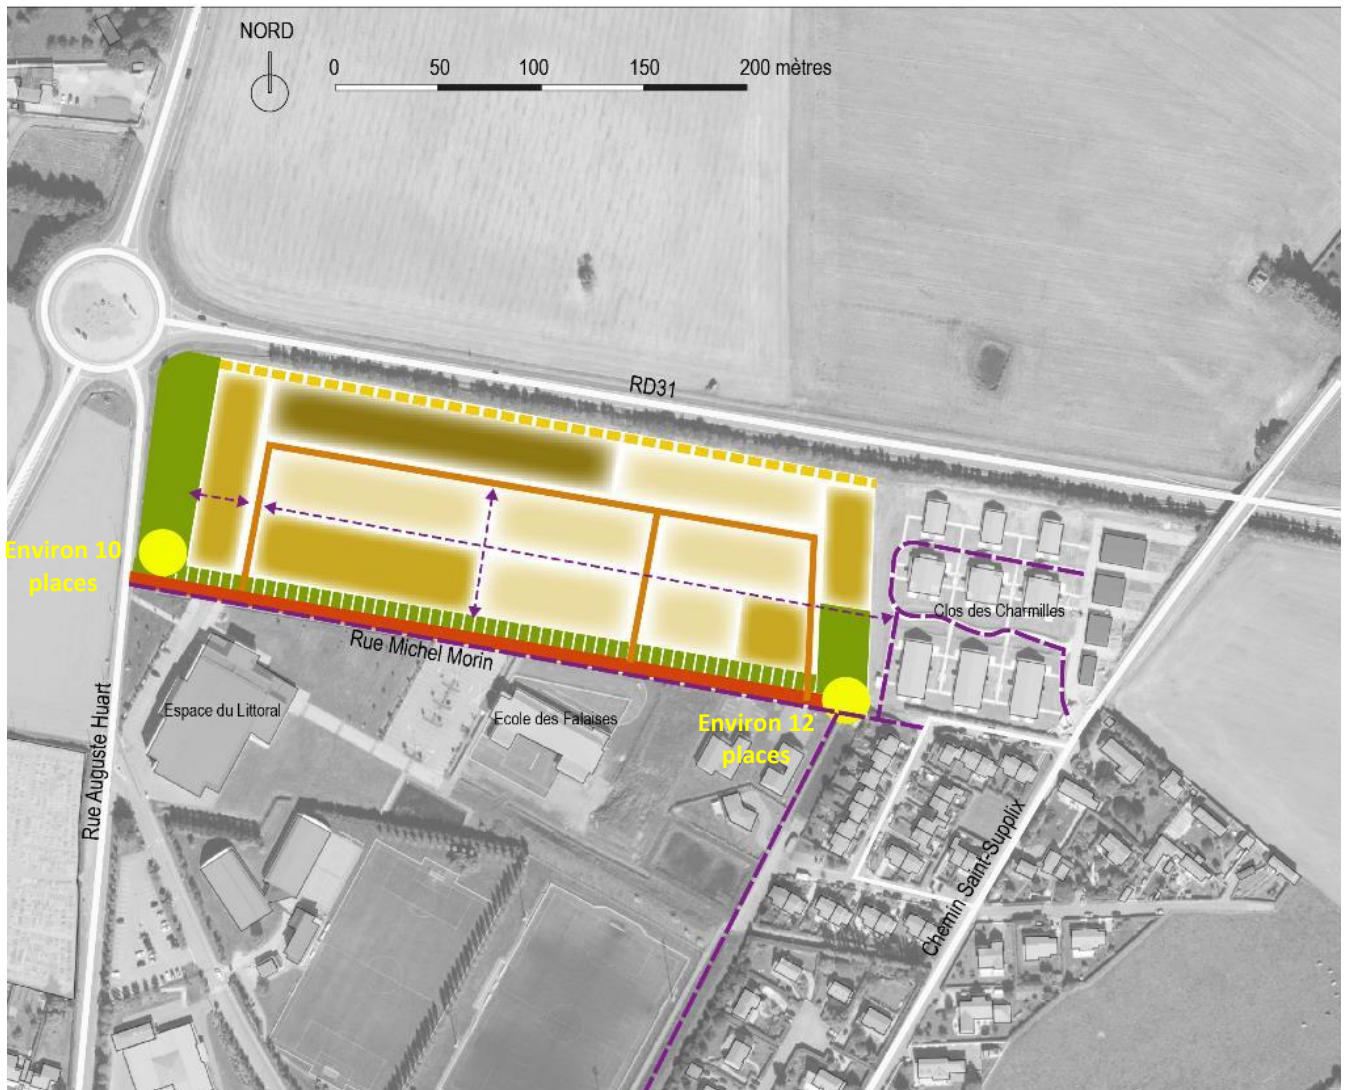 NORD
0 50 100 150 200 mètres
RD31
Environ 10
places
Clos des Charmilles
Rue Michel Morin
Espace du Littoral
Ecole des Falaises
Environ 12
places
Rue Auguste Huart
Chemin Saint-Supplix